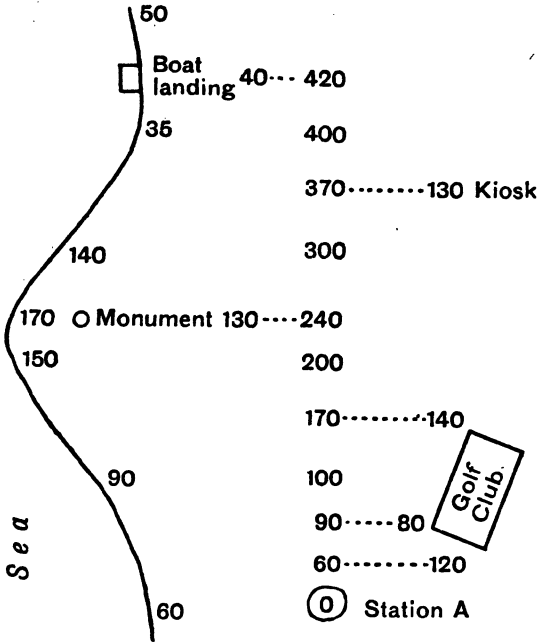 50
Boat
landing 40 --- 420
35 400
370 -------- 130 Kiosk
140 300
170 Monument 130 ---- 240
150 200
170 -------- 140
Golf
Club.
90 100
90 ----- 80
Sea
60 -------- 120
60 0 Station A